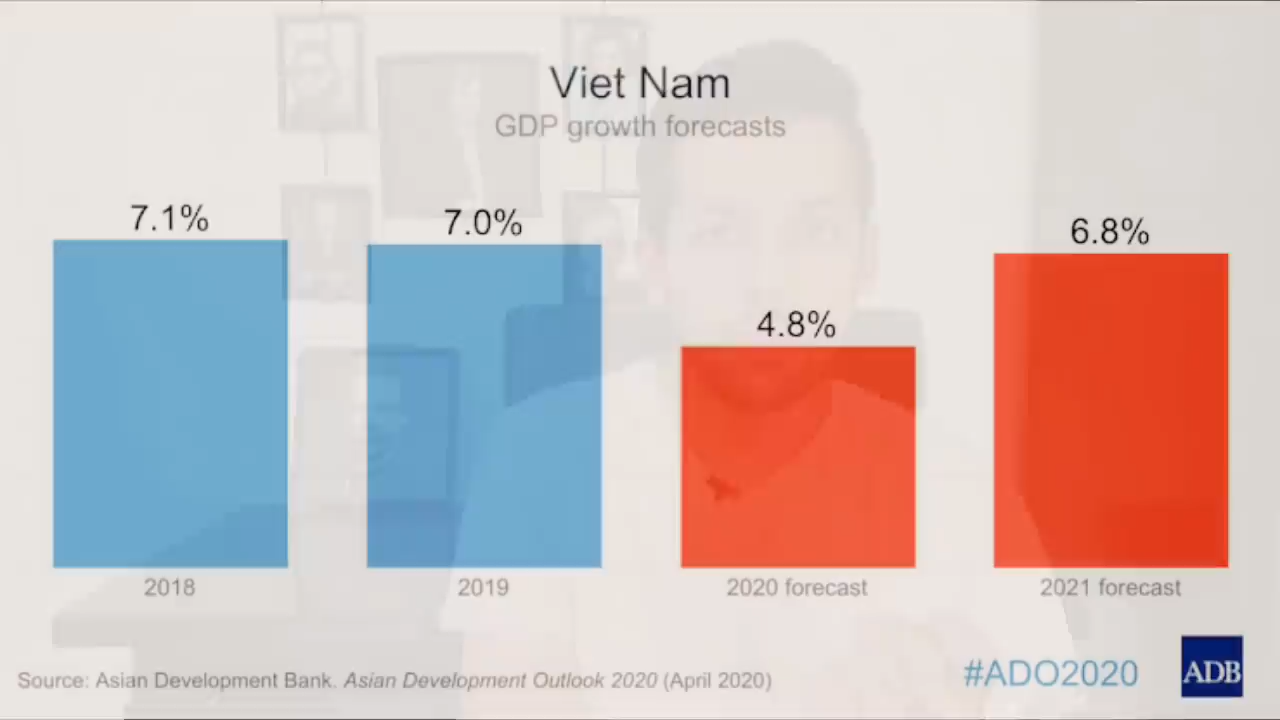 Viet Nam
GDP growth forecasts
7.1%
7.0%
4.8%
6.8%
2018
2019
2020 forecast
2021 forecast
Source: Asian Development Bank. Asian Development Outlook 2020 (April 2020)
#ADO2020
ADB